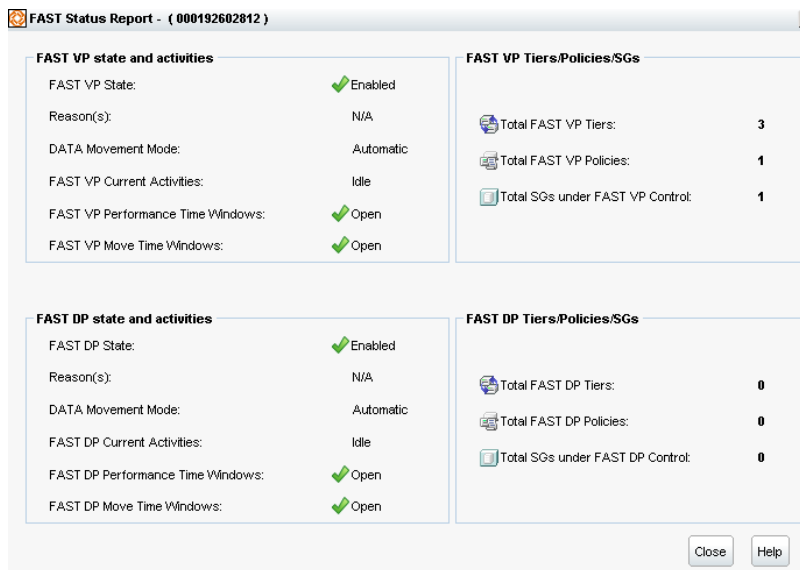 FAST Status Report - ( 000192602812 )
FAST VP state and activities
FAST VP State: Enabled
Reason(s): N/A
DATA Movement Mode: Automatic
FAST VP Current Activities: Idle
FAST VP Performance Time Windows: Open
FAST VP Move Time Windows: Open
FAST VP Tiers/Policies/SGs
Total FAST VP Tiers: 3
Total FAST VP Policies: 1
Total SGs under FAST VP Control: 1
FAST DP state and activities
FAST DP State: Enabled
Reason(s): N/A
DATA Movement Mode: Automatic
FAST DP Current Activities: Idle
FAST DP Performance Time Windows: Open
FAST DP Move Time Windows: Open
FAST DP Tiers/Policies/SGs
Total FAST DP Tiers: 0
Total FAST DP Policies: 0
Total SGs under FAST DP Control: 0
Close Help